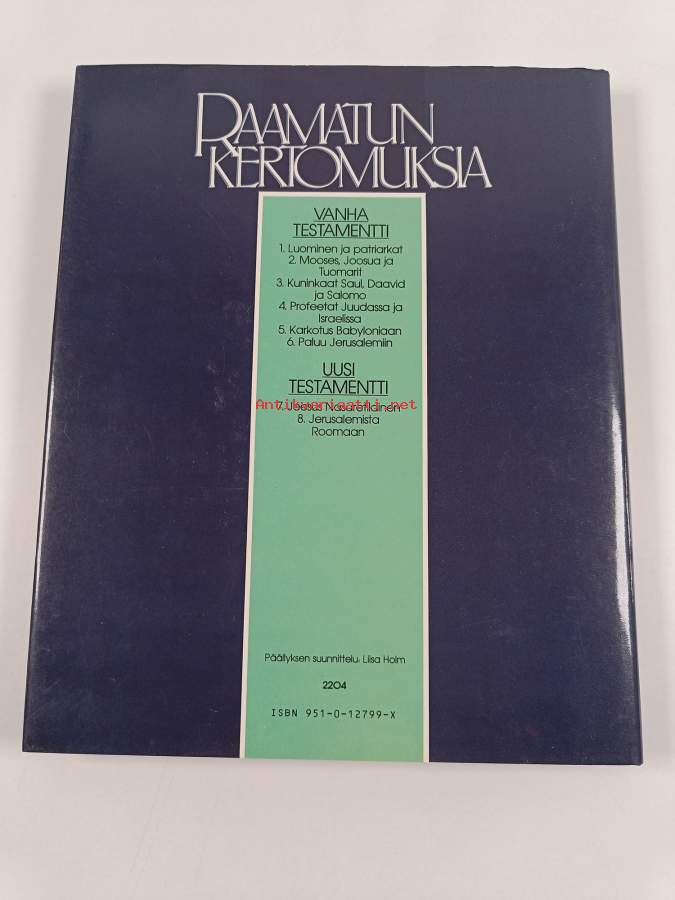 RAAMATUN
KERTOMUKSIA
VANHA
TESTAMENTTI
1. Luominen ja patriarkat
2. Mooses, Joosua ja
Tuomarit
3. Kuninkaat Saul, Daavid
ja Salomo
4. Profeetat Juudassa ja
Israelissa
5. Karkotus Babyloniaan
6. Paluu Jerusalemiin
UUSI
TESTAMENTTI
Antikvariaatti.net
7. Jeesus Nasaretilainen
8. Jerusalemista
Roomaan
Päällyksen suunnittelu: Liisa Holm
2204
ISBN 951-0-12799-X